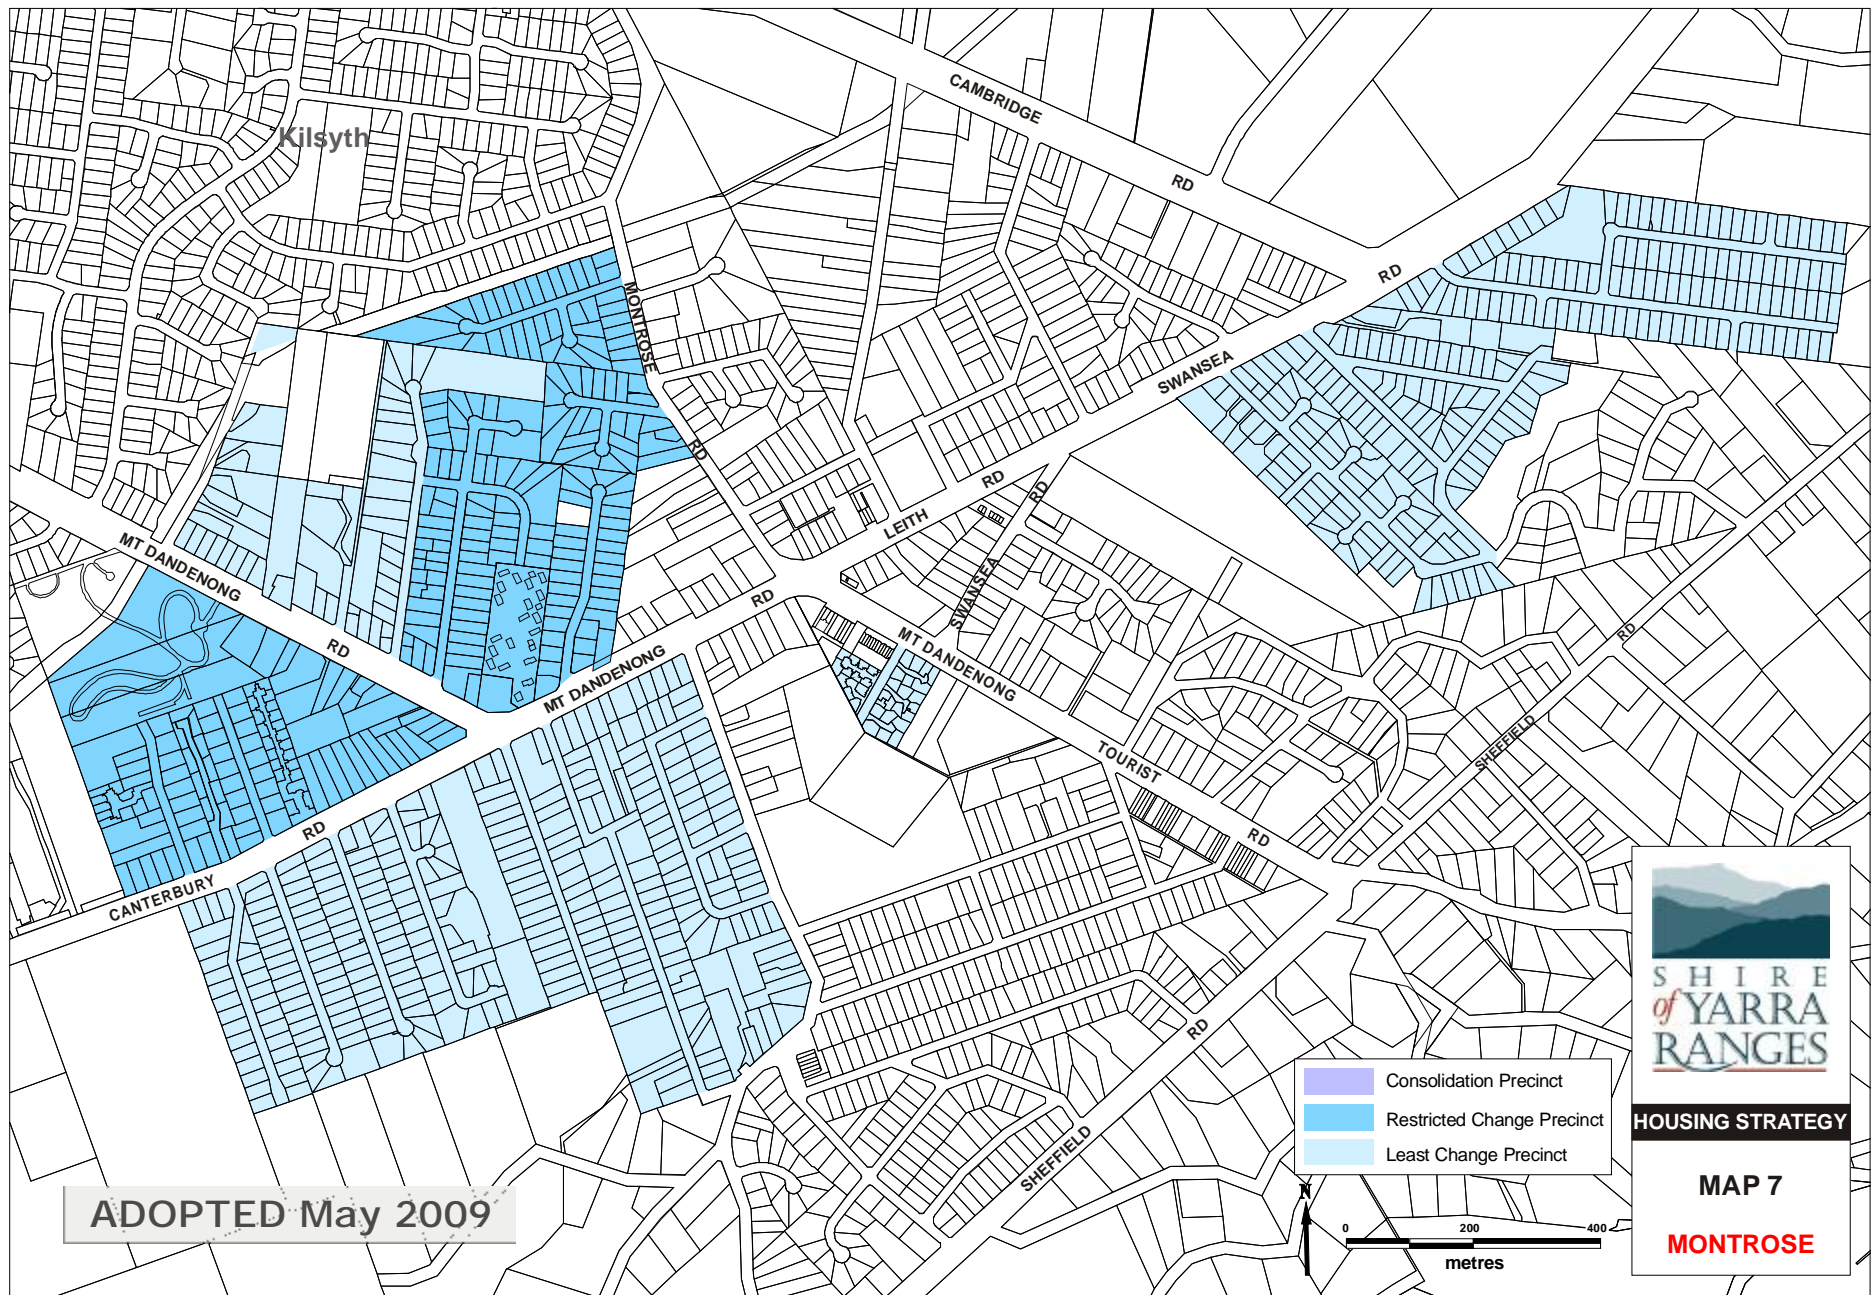 CAMBRIDGE
RD
Kilsyth
MONTROSE
RD
SWANSEA
RD
LEITH
RD
SWANSEA
RD
MT DANDENONG
RD
MT DANDENONG
RD
MT DANDENONG
TOURIST
RD
SHEFFIELD
RD
CANTERBURY
RD
SHEFFIELD
RD
Consolidation Precinct
Restricted Change Precinct
Least Change Precinct
N
0 200 400
metres
SHIRE
of YARRA
RANGES
HOUSING STRATEGY
MAP 7
MONTROSE
ADOPTED May 2009